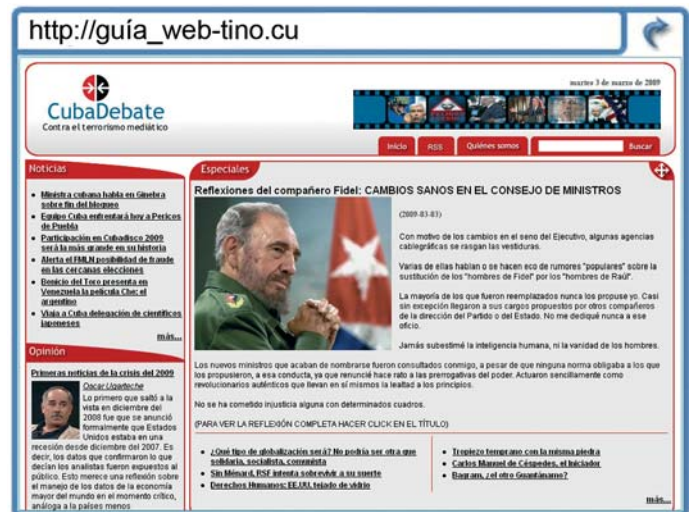 http://guía_web-tino.cu
martes 3 de marzo de 2009
CubaDebate
Contra el terrorismo mediático
Inicio
RSS
Quiénes somos
Buscar
Noticias
Ministra cubana habla en Ginebra
sobre fin del bloqueo
Equipo Cuba enfrentará hoy a Pericos
de Puebla
Participación en Cubadisco 2009
será la más grande en su historia
Alerta el FMLN posibilidad de fraude
en las cercanas elecciones
Benicio del Toro presenta en
Venezuela la película Che: el
argentino
Viaja a Cuba delegación de científicos
japoneses
más...
Opinión
Primeras noticias de la crisis del 2009
Oscar Ugarteche
Lo primero que saltó a la
vista en diciembre del
2008 fue que se anunció
formalmente que Estados
Unidos estaba en una
recesión desde diciembre del 2007. Es
decir, los datos que confirmaron lo que
decían los analistas fueron expuestos al
público. Esto merece una reflexión sobre
el manejo de los datos de la economía
mayor del mundo en el momento crítico,
análoga a la países menos
Especiales
Reflexiones del compañero Fidel: CAMBIOS SANOS EN EL CONSEJO DE MINISTROS
(2009-03-03)
Con motivo de los cambios en el seno del Ejecutivo, algunas agencias
cablegráficas se rasgan las vestiduras.
Varias de ellas hablan o se hacen eco de rumores "populares" sobre la
sustitución de los "hombres de Fidel" por los "hombres de Raúl".
La mayoría de los que fueron reemplazados nunca los propuse yo. Casi
sin excepción llegaron a sus cargos propuestos por otros compañeros
de la dirección del Partido o del Estado. No me dediqué nunca a ese
oficio.
Jamás subestimé la inteligencia humana, ni la vanidad de los hombres.
Los nuevos ministros que acaban de nombrarse fueron consultados conmigo, a pesar de que ninguna norma obligaba a los que
los propusieron, a esa conducta, ya que renuncié hace rato a las prerrogativas del poder. Actuaron sencillamente como
revolucionarios auténticos que llevan en sí mismos la lealtad a los principios.
No se ha cometido injusticia alguna con determinados cuadros.
(PARA VER LA REFLEXIÓN COMPLETA HACER CLICK EN EL TÍTULO)
¿Qué tipo de globalización será? No podría ser otra que
solidaria, socialista, comunista
Sin Ménard, RSF intenta sobrevivir a su suerte
Derechos Humanos: EE.UU. tejado de vidrio
Tropiezo temprano con la misma piedra
Carlos Manuel de Céspedes, el Iniciador
Bagram, ¿el otro Guantánamo?
más...